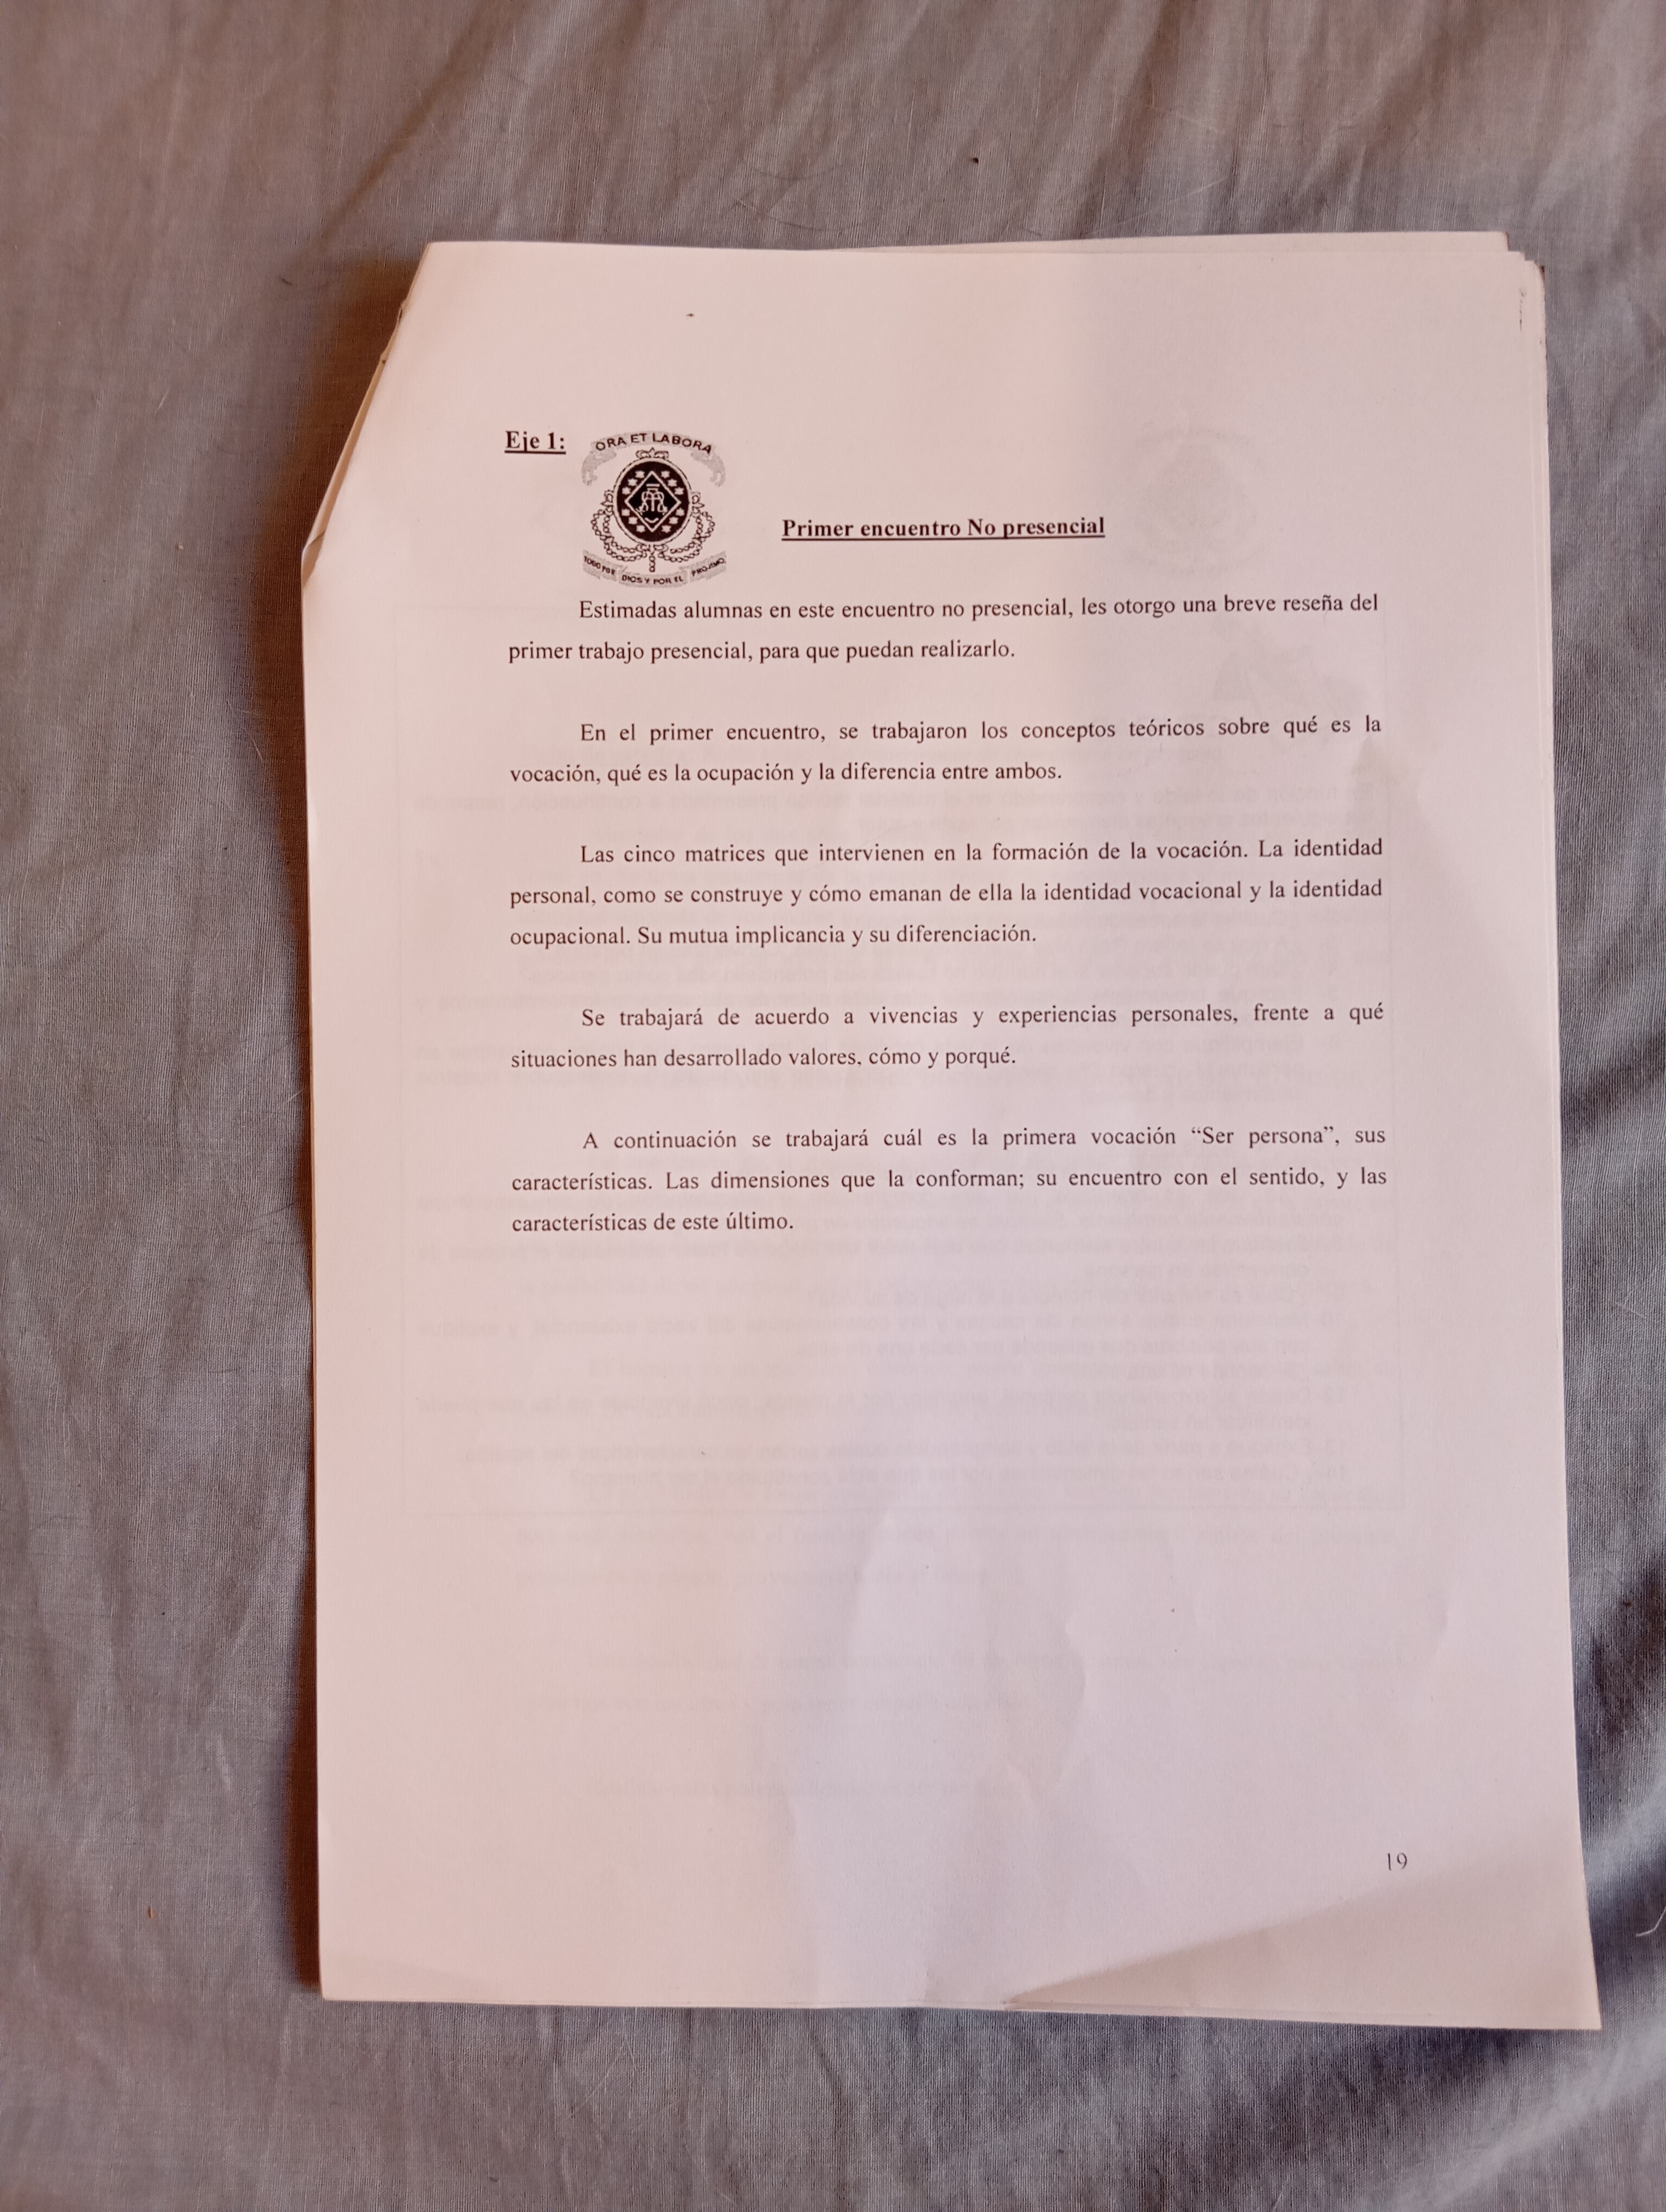 Eje 1:
ORA ET LABORA
TODO POR DIOS Y POR EL PROJIMO
Primer encuentro No presencial
Estimadas alumnas en este encuentro no presencial, les otorgo una breve reseña del
primer trabajo presencial, para que puedan realizarlo.
En el primer encuentro, se trabajaron los conceptos teóricos sobre qué es la
vocación, qué es la ocupación y la diferencia entre ambos.
Las cinco matrices que intervienen en la formación de la vocación. La identidad
personal, como se construye y cómo emanan de ella la identidad vocacional y la identidad
ocupacional. Su mutua implicancia y su diferenciación.
Se trabajará de acuerdo a vivencias y experiencias personales, frente a qué
situaciones han desarrollado valores, cómo y porqué.
A continuación se trabajará cuál es la primera vocación “Ser persona”, sus
características. Las dimensiones que la conforman; su encuentro con el sentido, y las
características de este último.
19